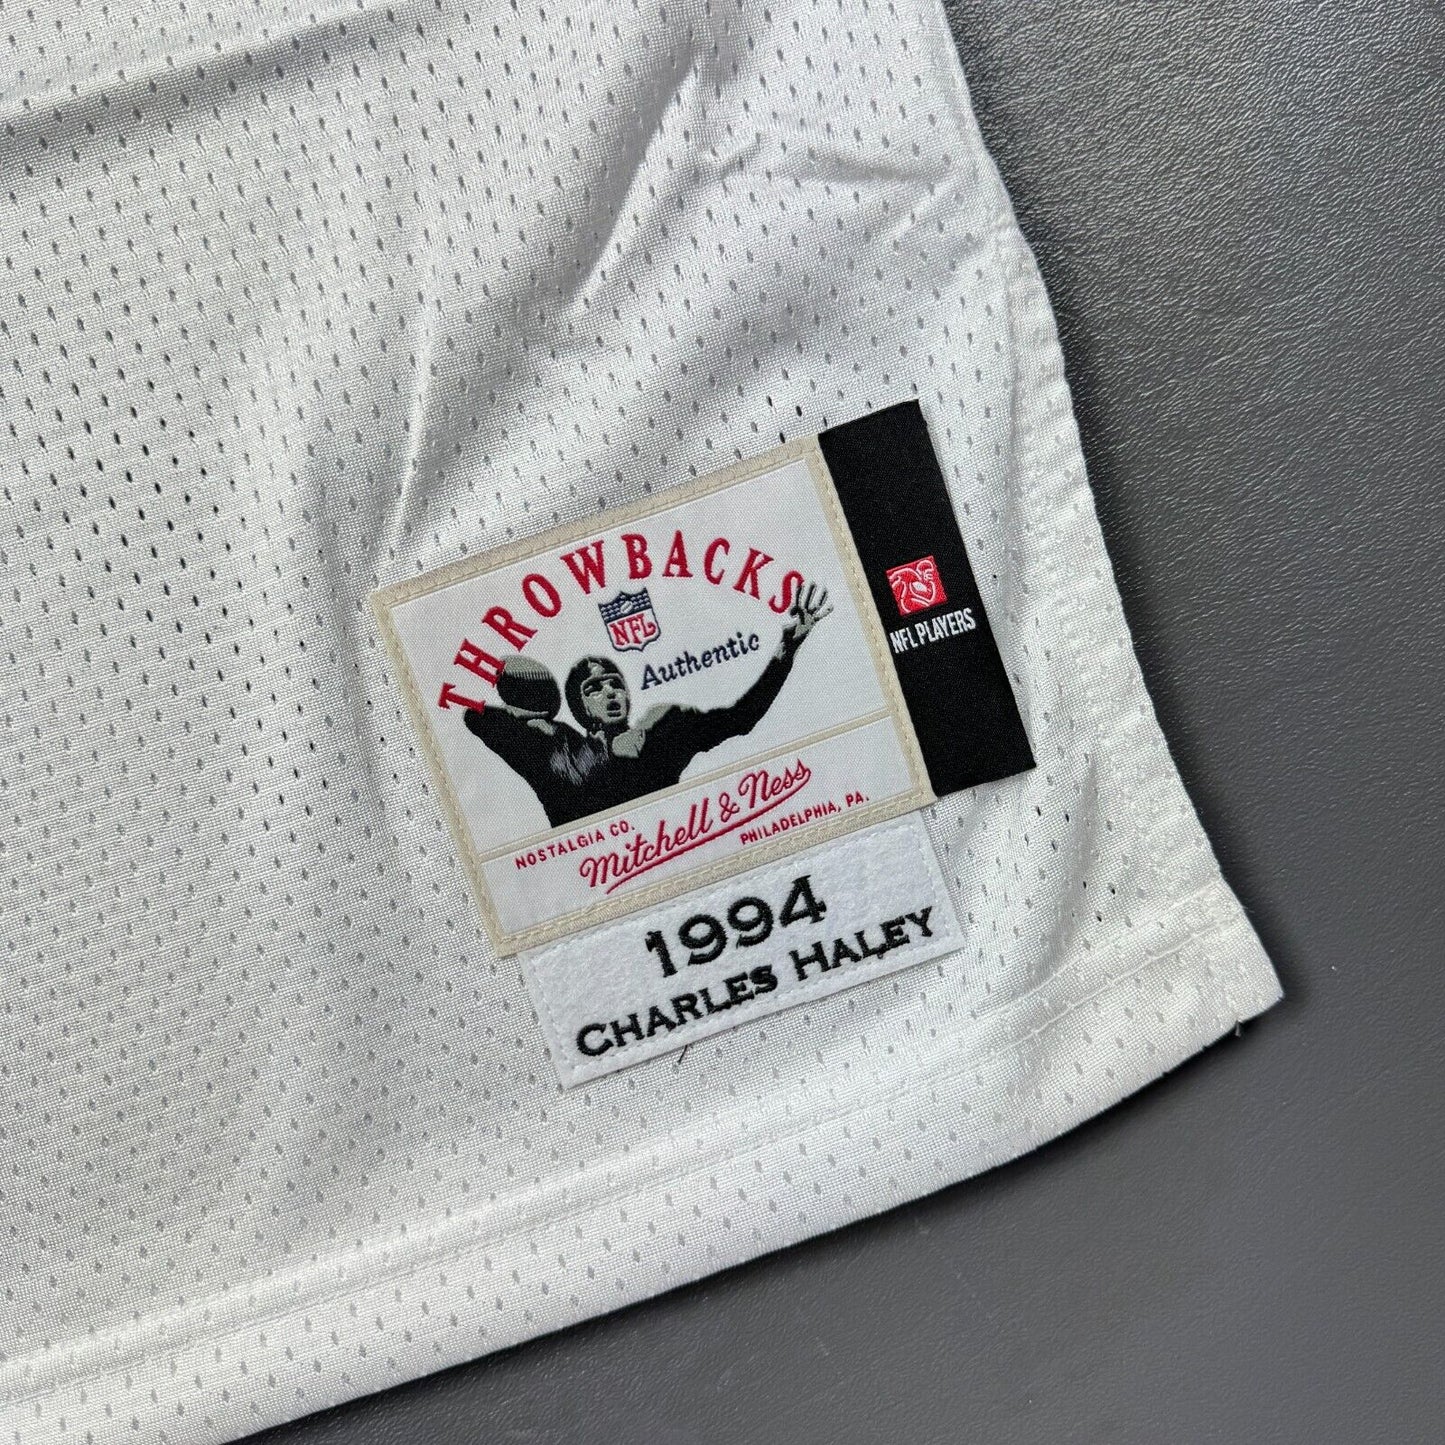 THROWBACKS
NFL
Authentic
NOSTALGIA CO.
Mitchell & Ness
PHILADELPHIA, PA.
NFL PLAYERS
1994
CHARLES HALEY